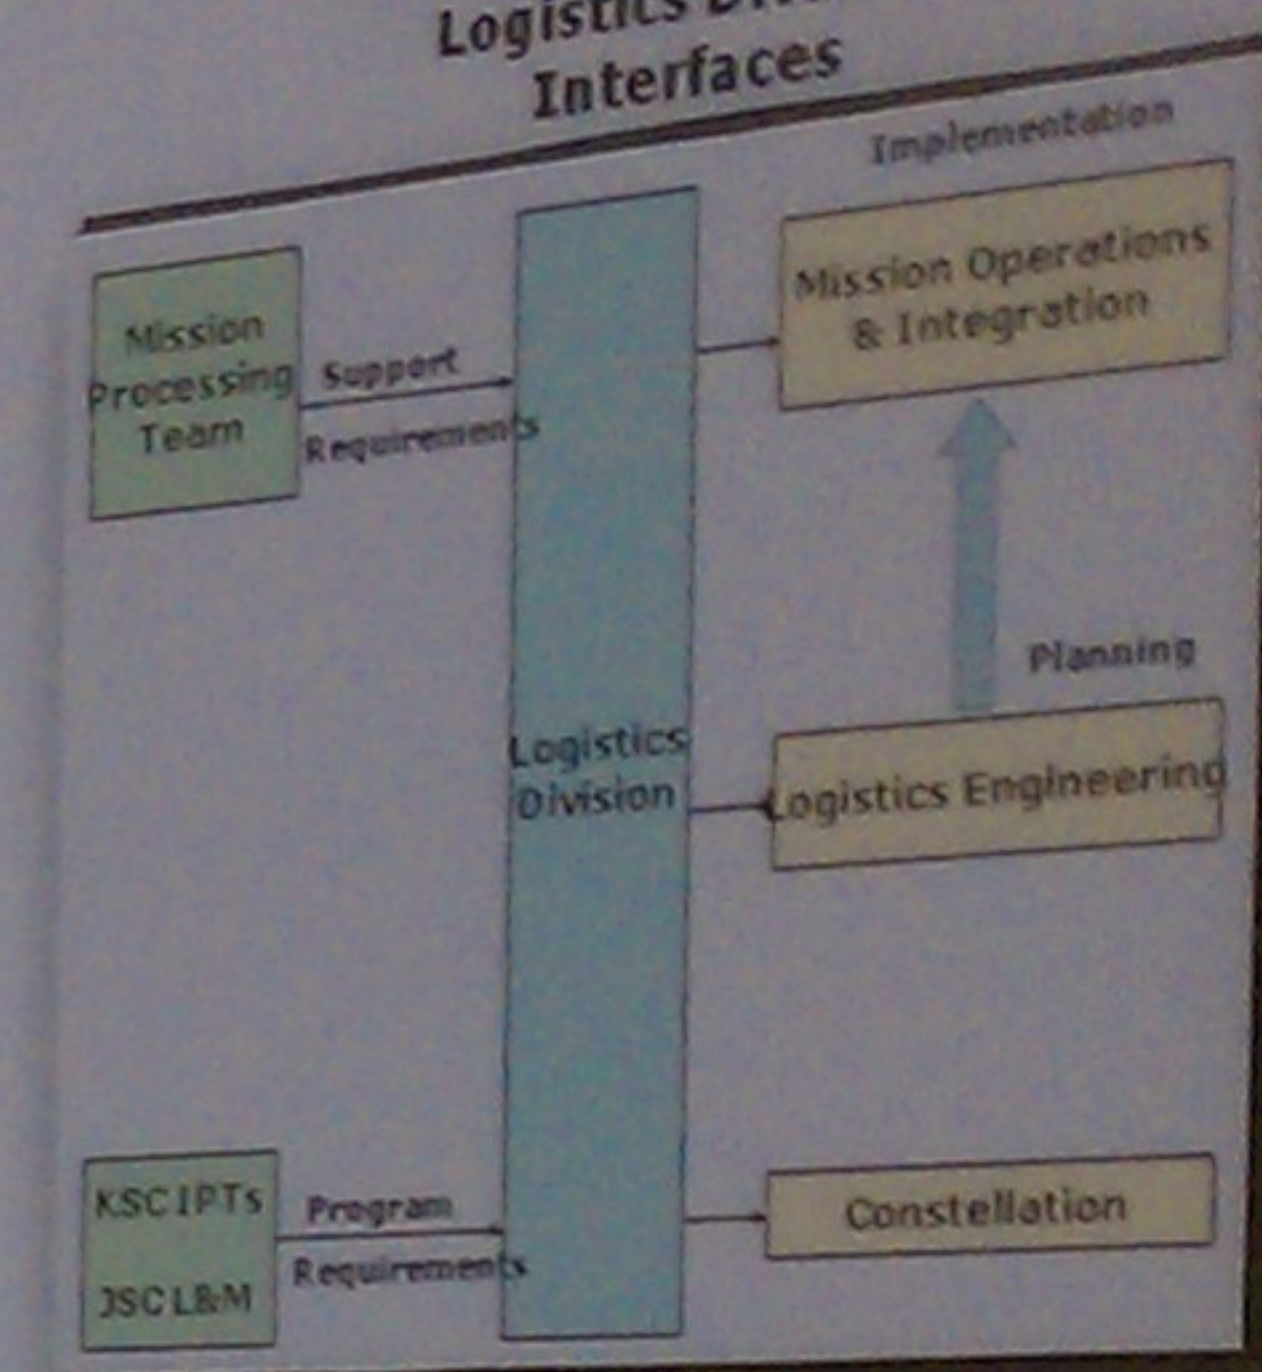 Logistics
Interfaces
Implementation
Mission Operations
& Integration
Mission
Processing
Team
Support
Requirements
Planning
Logistics
Division
Logistics Engineering
KSC IPTs
JSC L&M
Program
Requirements
Constellation